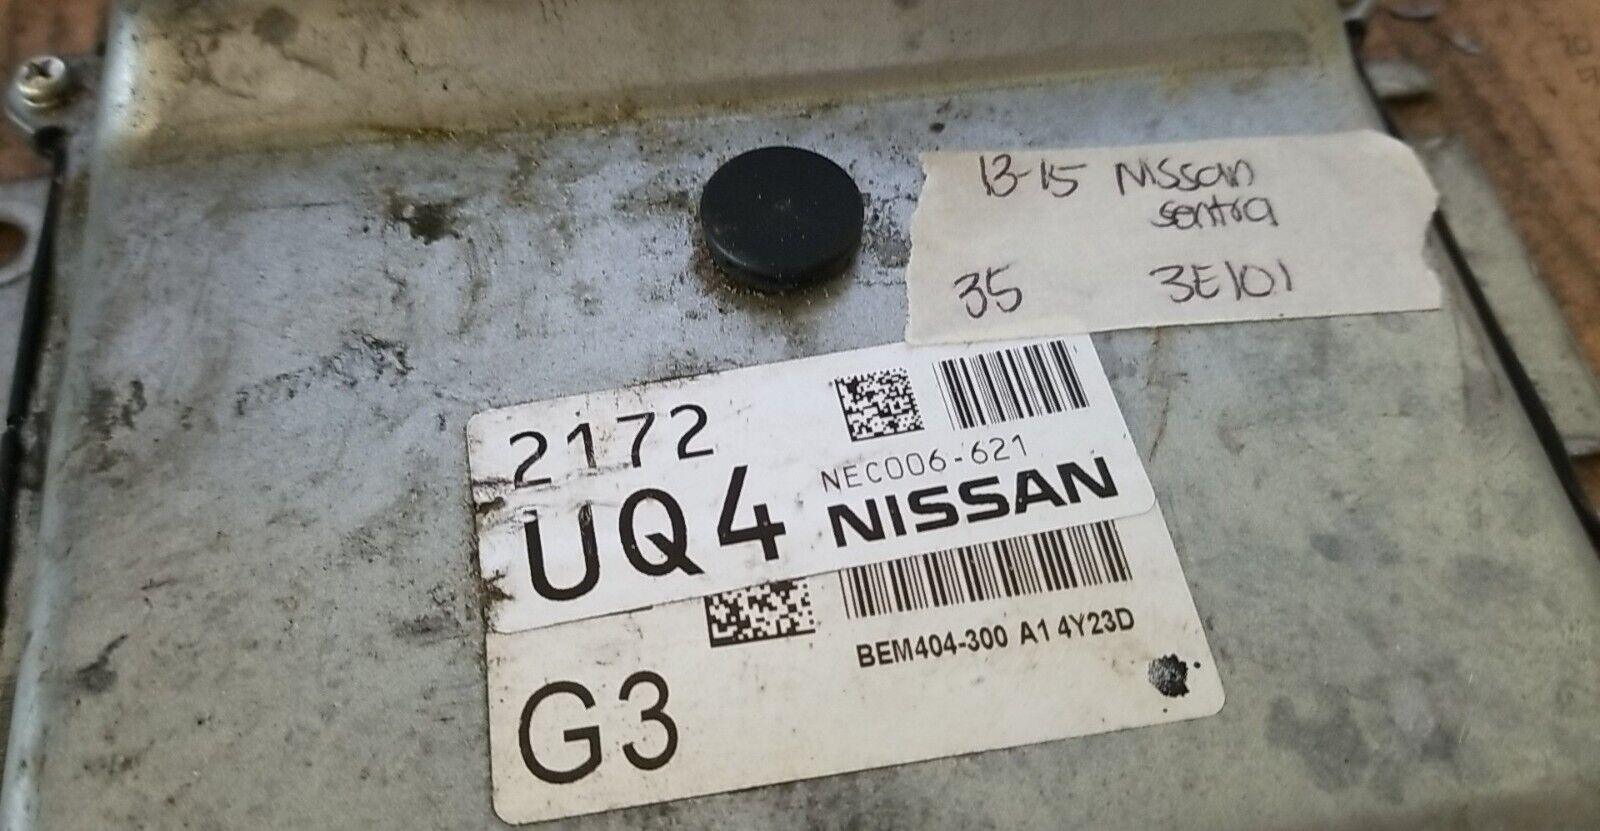 13-15 Nissan
sentra
35 3E101
2172
NEC006-621
UQ4 NISSAN
BEM404-300 A1 4Y23D
G3